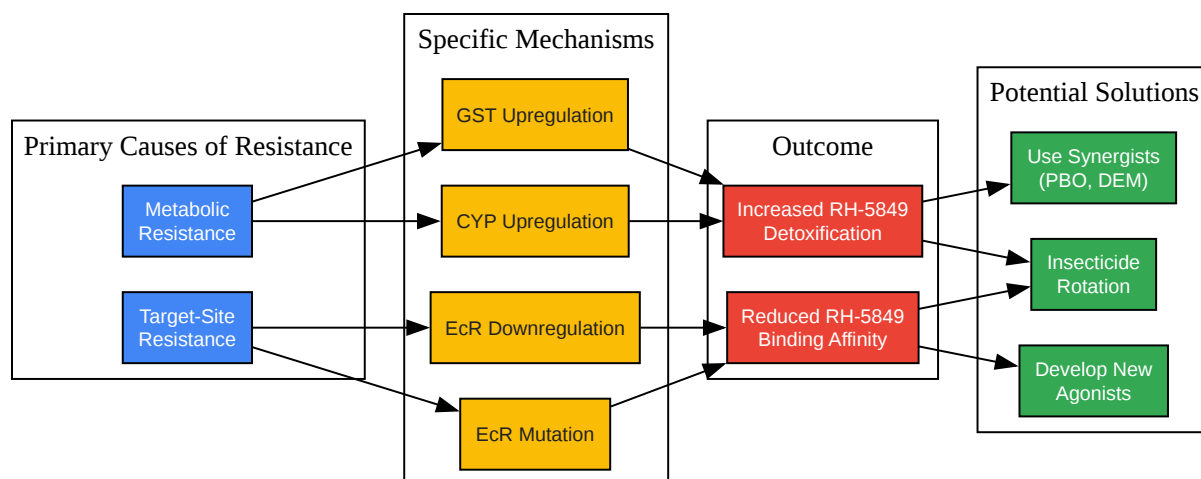 Primary Causes of Resistance
Metabolic
Resistance
Target-Site
Resistance
Specific Mechanisms
GST Upregulation
CYP Upregulation
EcR Downregulation
EcR Mutation
Outcome
Increased RH-5849
Detoxification
Reduced RH-5849
Binding Affinity
Potential Solutions
Use Synergists
(PBO, DEM)
Insecticide
Rotation
Develop New
Agonists